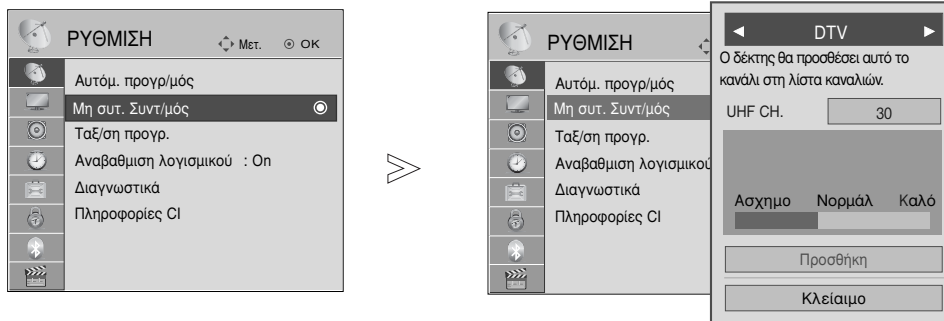 ΡΥΘΜΙΣΗ Μετ. OK
Αυτόμ. προγρ/μός
Μη συτ. Συντ/μός
Ταξ/ση προγρ.
Αναβαθμιση λογισμικού : On
Διαγνωστικά
Πληροφορίες CI
ΡΥΘΜΙΣΗ
Αυτόμ. προγρ/μός
Μη συτ. Συντ/μός
Ταξ/ση προγρ.
Αναβαθμιση λογισμικού
Διαγνωστικά
Πληροφορίες CI
DTV
Ο δέκτης θα προσθέσει αυτό το
κανάλι στη λίστα καναλιών.
UHF CH. 30
Ασχημο Νορμάλ Καλό
Προσθήκη
Κλείαιμο